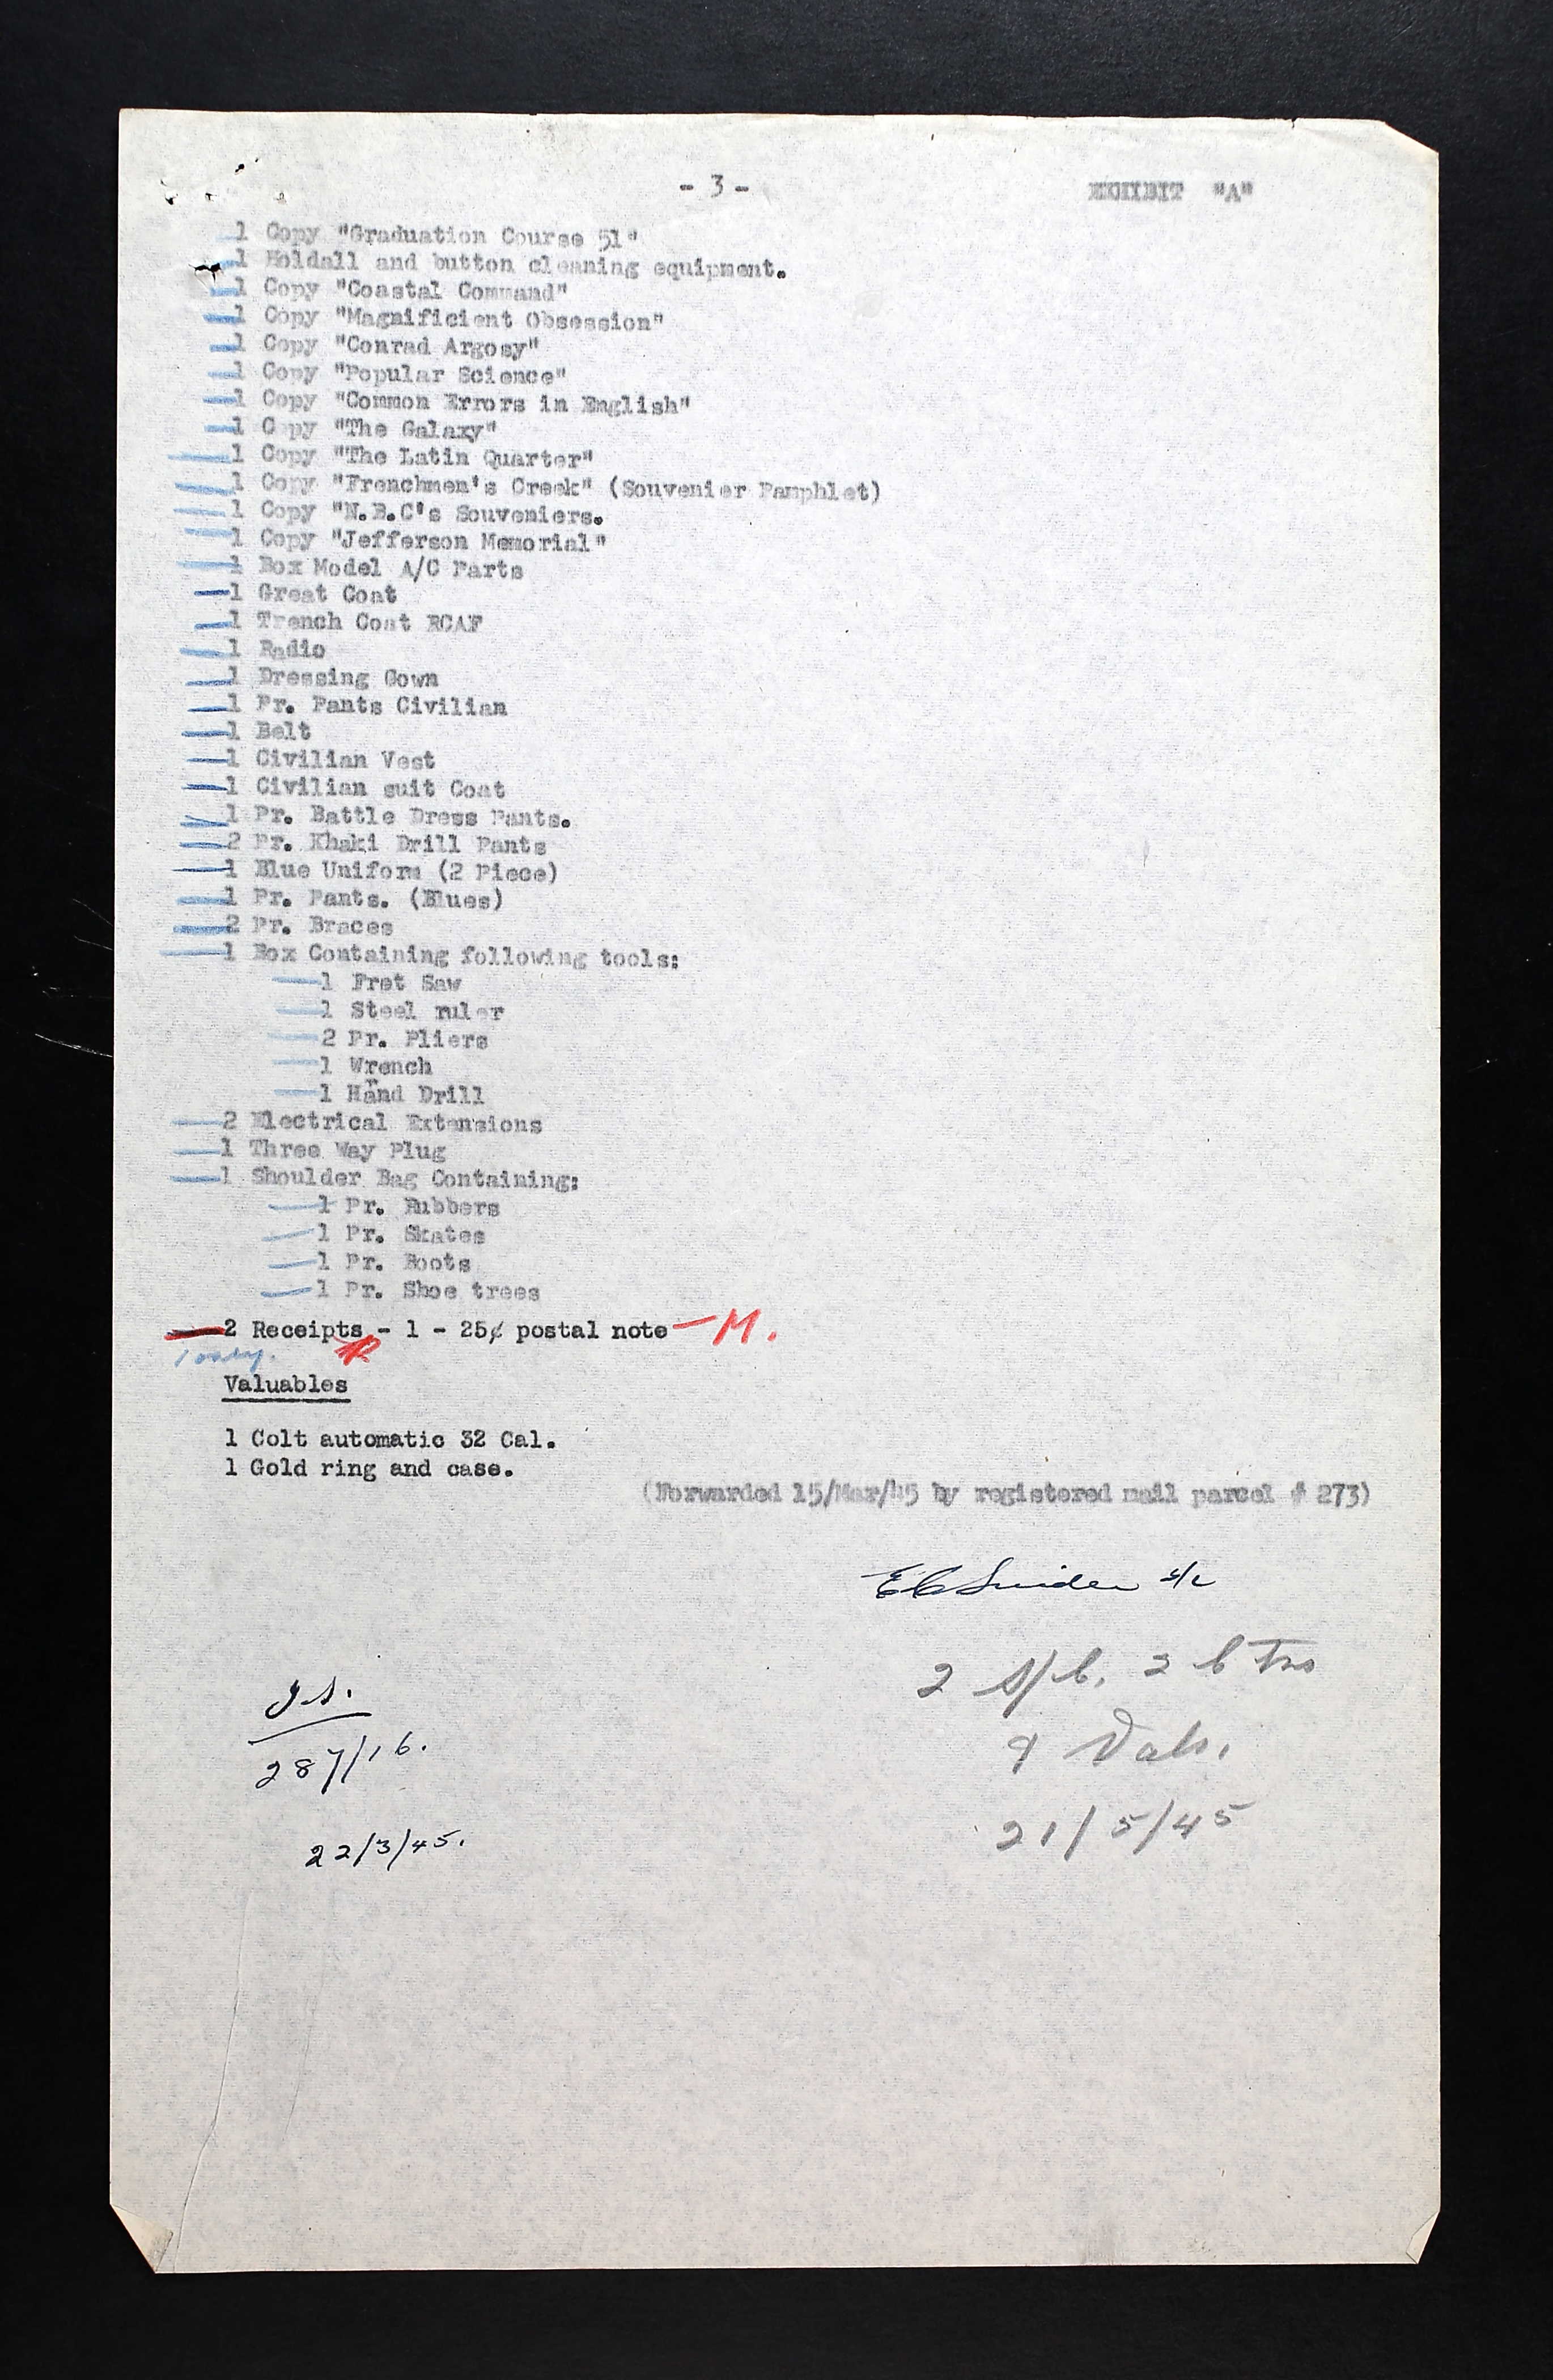 - 3 -
EXHIBIT "A"
1 Copy "Graduation Course 51"
1 Holdall and button cleaning equipment.
1 Copy "Coastal Command"
1 Copy "Magnificient Obsession"
1 Copy "Conrad Argosy"
1 Copy "Popular Science"
1 Copy "Common Errors in English"
1 Copy "The Galaxy"
1 Copy "The Latin Quarter"
1 Copy "Frenchmen's Creek" (Souvenier Pamphlet)
1 Copy "N.B.C's Souveniers.
1 Copy "Jefferson Memorial"
1 Box Model A/C Parts
1 Great Coat
1 Trench Coat RCAF
1 Radio
1 Dressing Gown
1 Pr. Pants Civilian
1 Belt
1 Civilian Vest
1 Civilian suit Coat
1 Pr. Battle Dress Pants.
2 Pr. Khaki Drill Pants
1 Blue Uniform (2 Piece)
1 Pr. Pants. (Blues)
2 Pr. Braces
1 Box Containing following tools:
1 Fret Saw
1 Steel ruler
2 Pr. Pliers
1 Wrench
1 Hand Drill
2 Electrical Extensions
1 Three Way Plug
1 Shoulder Bag Containing:
1 Pr. Rubbers
1 Pr. Skates
1 Pr. Boots
1 Pr. Shoe trees
2 Receipts - 1 - 25¢ postal note - M.
1 only.
Valuables
1 Colt automatic 32 Cal.
1 Gold ring and case.
(Forwarded 15/Mar/45 by registered mail parcel # 273)
287/16.
22/3/45.
21/5/45